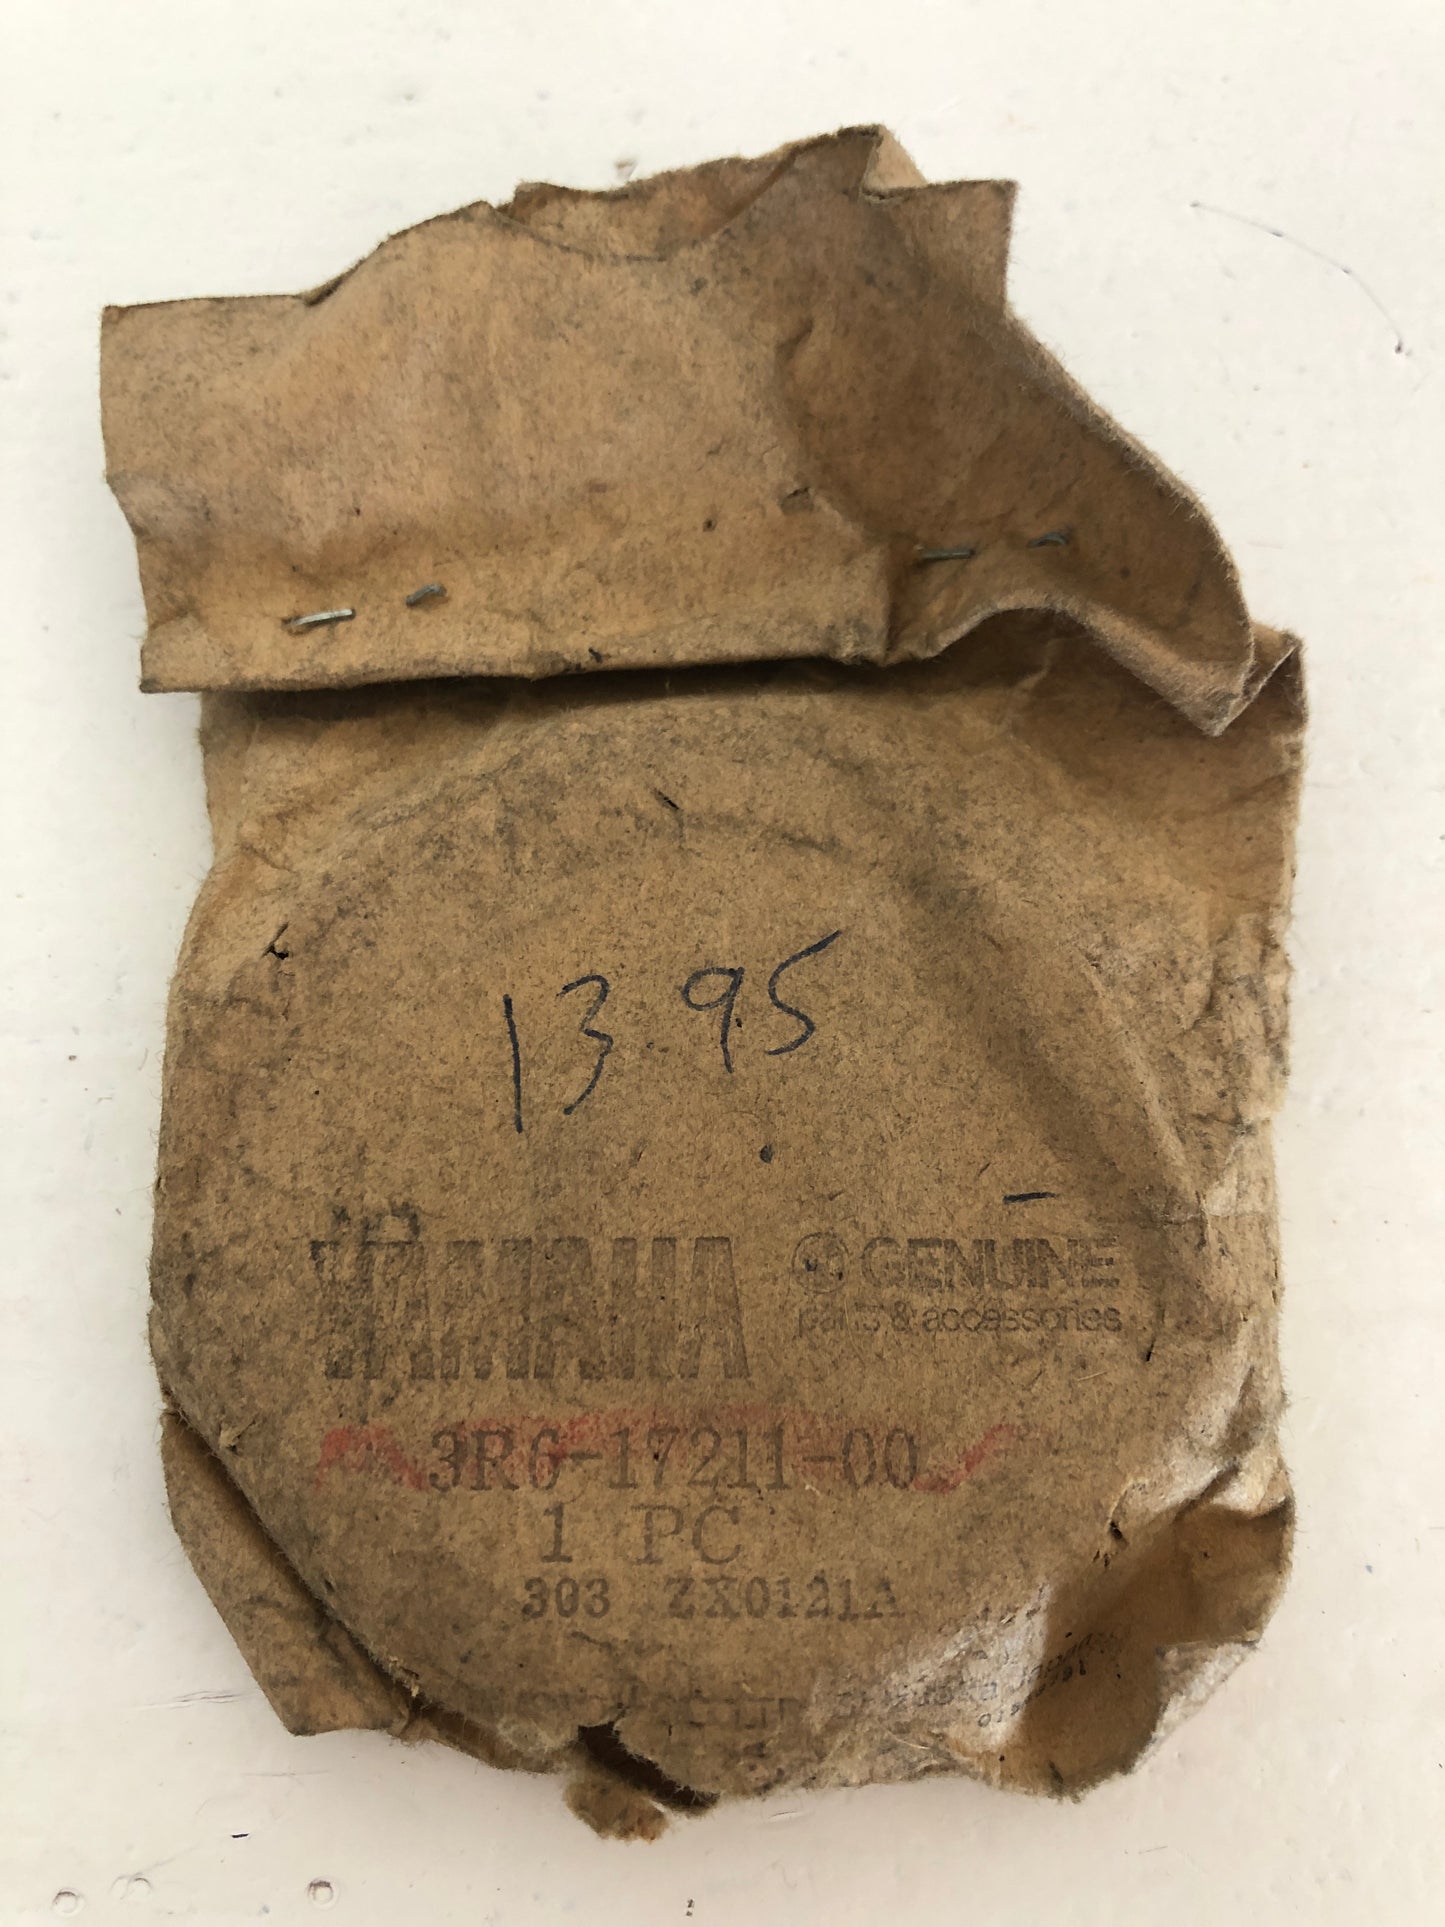 13.95
YAMAHA GENUINE
parts & accessories
3R6-17211-00
1 PC
303 ZX0121A